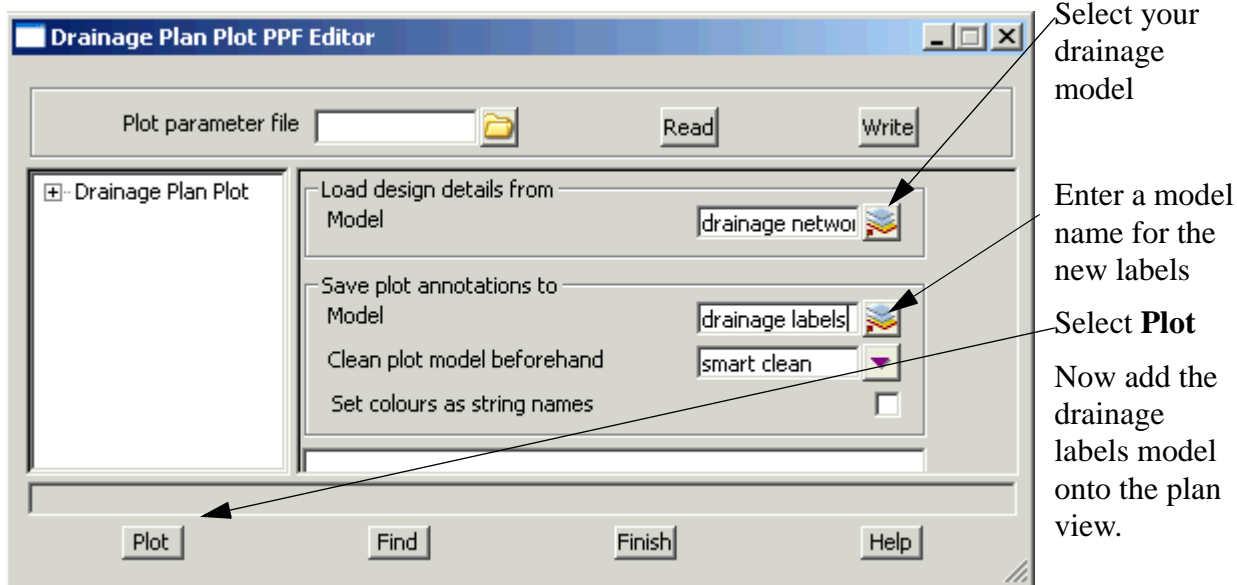 Drainage Plan Plot PPF Editor
Plot parameter file
Read
Write
Drainage Plan Plot
Load design details from
Model
drainage networ
Save plot annotations to
Model
drainage labels
Clean plot model beforehand
smart clean
Set colours as string names
Plot
Find
Finish
Help
Select your
drainage
model
Enter a model
name for the
new labels
Select Plot
Now add the
drainage
labels model
onto the plan
view.